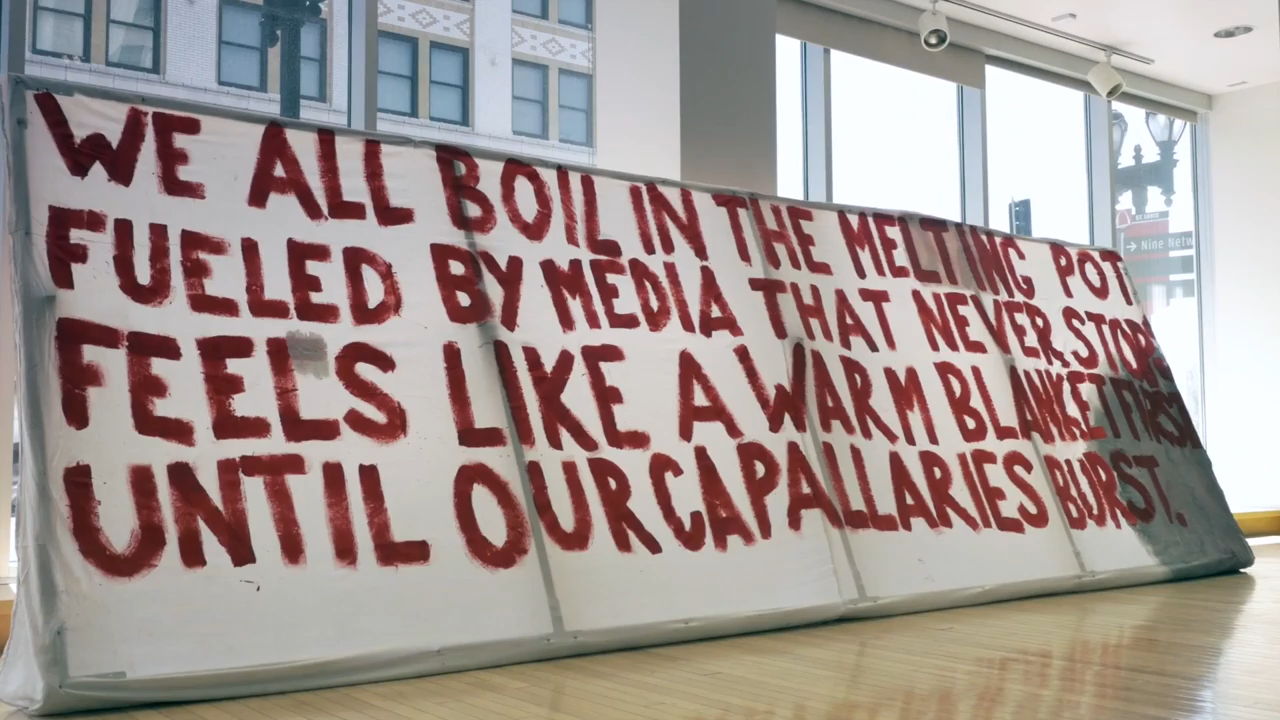 WE ALL BOIL IN THE MELTING POT
FUELED BY MEDIA THAT NEVER STOPS
FEELS LIKE A WARM BLANKET FIRST
UNTIL OUR CAPALLARIES BURST.
→ Nine Netw